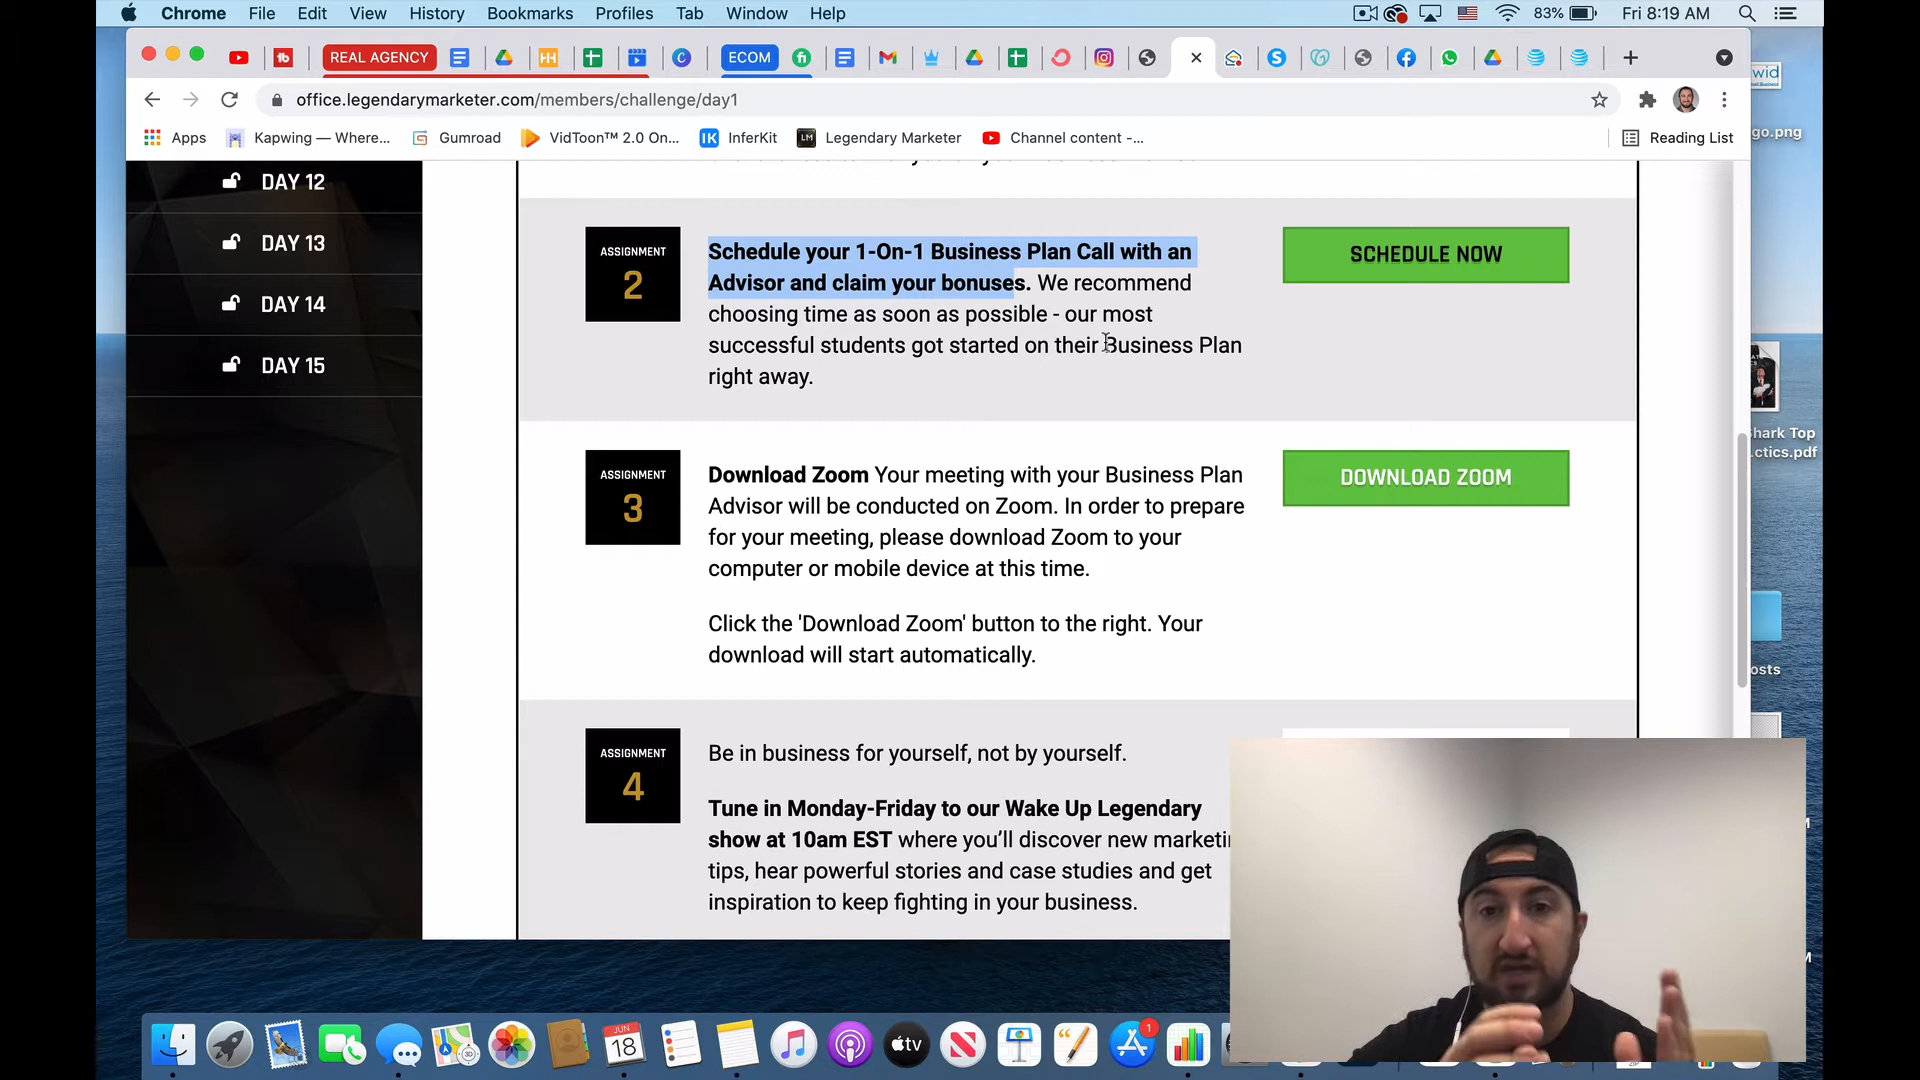 Chrome File Edit View History Bookmarks Profiles Tab Window Help
83% Fri 8:19 AM
REAL AGENCY
HH
ECOM
office.legendarymarketer.com/members/challenge/day1
Apps Kapwing — Where... Gumroad VidToon™ 2.0 On... InferKit Legendary Marketer Channel content -... Reading List
wid
go.png
DAY 12
DAY 13
DAY 14
DAY 15
ASSIGNMENT
2
Schedule your 1-On-1 Business Plan Call with an
Advisor and claim your bonuses. We recommend
choosing time as soon as possible - our most
successful students got started on their Business Plan
right away.
SCHEDULE NOW
Shark Top
ctics.pdf
ASSIGNMENT
3
Download Zoom Your meeting with your Business Plan
Advisor will be conducted on Zoom. In order to prepare
for your meeting, please download Zoom to your
computer or mobile device at this time.
Click the 'Download Zoom' button to the right. Your
download will start automatically.
DOWNLOAD ZOOM
osts
ASSIGNMENT
4
Be in business for yourself, not by yourself.
Tune in Monday-Friday to our Wake Up Legendary
show at 10am EST where you'll discover new marketin
tips, hear powerful stories and case studies and get
inspiration to keep fighting in your business.
JUN
18
tv
1